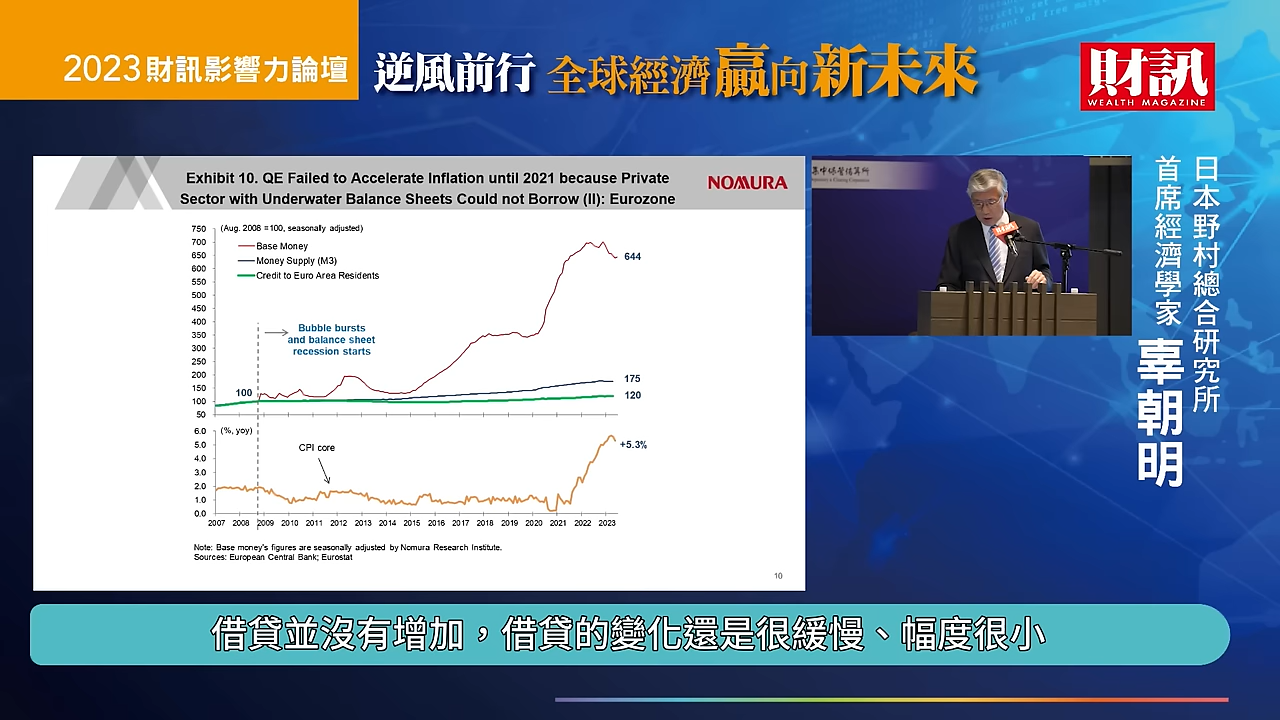 2023財訊影響力論壇
逆風前行 全球經濟贏向新未來
財訊
WEALTH MAGAZINE
Exhibit 10. QE Failed to Accelerate Inflation until 2021 because Private
Sector with Underwater Balance Sheets Could not Borrow (II): Eurozone
NOMURA
(Aug. 2008 =100, seasonally adjusted)
Base Money
Money Supply (M3)
Credit to Euro Area Residents
750
700
650
600
550
500
450
400
350
300
250
200
150
100
50
Bubble bursts
and balance sheet
recession starts
100
644
175
120
(%, yoy)
6.0
5.0
4.0
3.0
2.0
1.0
0.0
CPI core
+5.3%
2007 2008 2009 2010 2011 2012 2013 2014 2015 2016 2017 2018 2019 2020 2021 2022 2023
Note: Base money's figures are seasonally adjusted by Nomura Research Institute.
Sources: European Central Bank; Eurostat
10
日本野村總合研究所
首席經濟學家 辜朝明
借貸並沒有增加，借貸的變化還是很緩慢、幅度很小